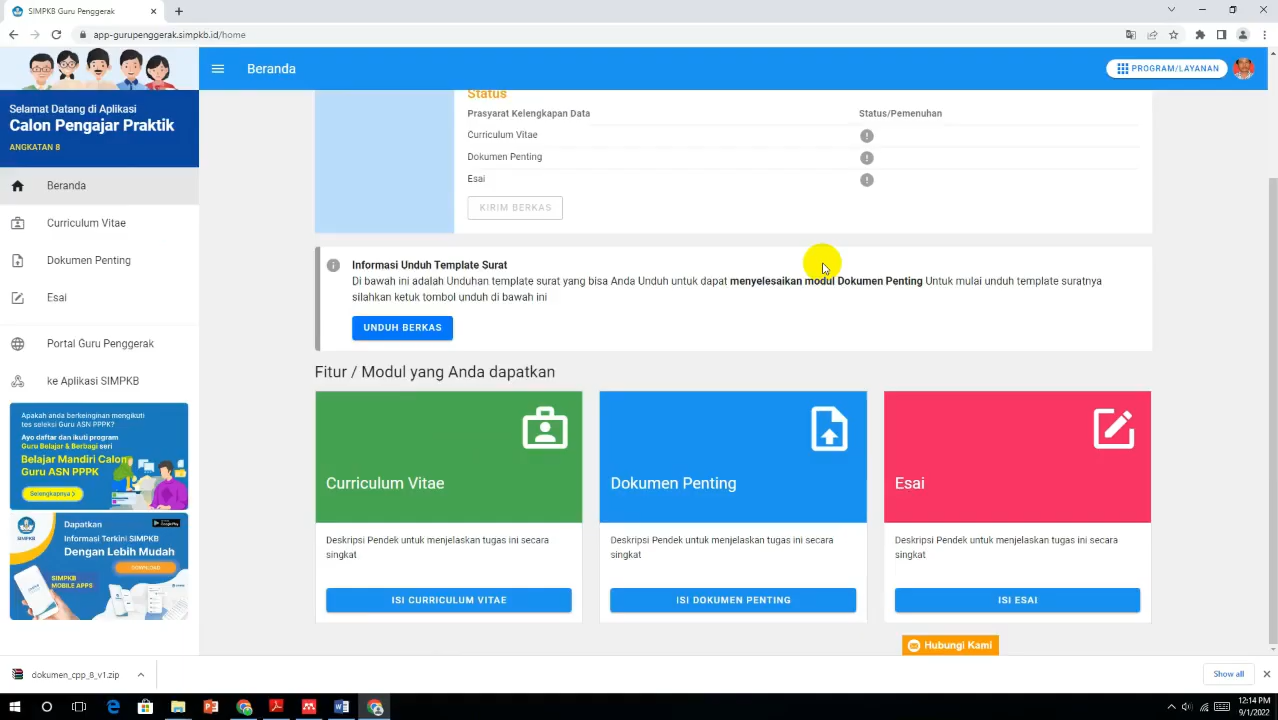 SIMPKB Guru Penggerak
app-gurupenggerak.simpkb.id/home
Selamat Datang di Aplikasi
Calon Pengajar Praktik
ANGKATAN 8
Beranda
PROGRAM/LAYANAN
Beranda
Curriculum Vitae
Dokumen Penting
Esai
Portal Guru Penggerak
ke Aplikasi SIMPKB
Apakah anda berkeinginan mengikuti
tes seleksi Guru ASN PPPK?
Ayo daftar dan ikuti program
Guru Belajar & Berbagi seri
Belajar Mandiri Calon
Guru ASN PPPK
Selengkapnya >
SIMPKB
Dapatkan
Google Play
Informasi Terkini SIMPKB
Dengan Lebih Mudah
DOWNLOAD
SIMPKB
MOBILE APPS
Status
Prasyarat Kelengkapan Data Status/Pemenuhan
Curriculum Vitae
Dokumen Penting
Esai
KIRIM BERKAS
Informasi Unduh Template Surat
Di bawah ini adalah Unduhan template surat yang bisa Anda Unduh untuk dapat menyelesaikan modul Dokumen Penting Untuk mulai unduh template suratnya
silahkan ketuk tombol unduh di bawah ini
UNDUH BERKAS
Fitur / Modul yang Anda dapatkan
Curriculum Vitae
Deskripsi Pendek untuk menjelaskan tugas ini secara
singkat
ISI CURRICULUM VITAE
Dokumen Penting
Deskripsi Pendek untuk menjelaskan tugas ini secara
singkat
ISI DOKUMEN PENTING
Esai
Deskripsi Pendek untuk menjelaskan tugas ini secara
singkat
ISI ESAI
Hubungi Kami
dokumen_cpp_8_v1.zip
Show all
12:14 PM
9/1/2022